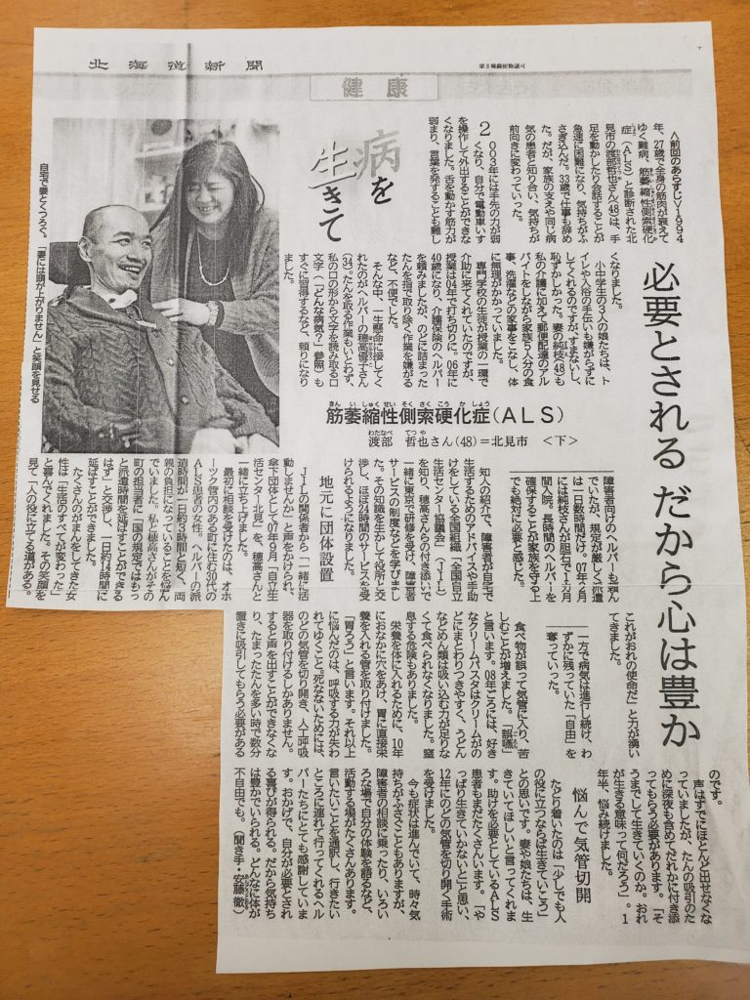 北海道新聞
第3種郵便物認可
健康
病を
生きて
必要とされる だから心は豊か
筋萎縮性側索硬化症(ALS)
渡部 哲也さん(48)=北見市 <下>
<前回のあらすじ>1994
年、27歳で全身の筋肉が衰えて
ゆく難病、筋萎縮性側索硬化
症(ALS)と診断された北
見市の渡部哲也さん(48)は、手
足を動かしたり会話することが
急速に困難になり、気持ちがふ
さぎ込んだ。33歳で仕事も辞め
た。だが、家族の支えや同じ病
気の患者と知り合い、気持ちが
前向きに変わっていった。
2003年には手先の力が弱
くなり、自分で電動車いす
を操作して外出することができな
くなりました。舌を動かす筋力が
弱まり、言葉を発することも難し
くなりました。
小中学生の3人の娘たちは、ト
イレや入浴の手伝いも嫌がらずに
してくれるのですが、すまないし、
恥ずかしかった。妻の純枝(48)も
私の介護に加えて郵便配達のアル
バイトをしながら家族5人分の食
事、洗濯などの家事をこなし、体
に無理がかかっていました。
専門学校の生徒が授業の一環で
介助に来てくれていたのですが、
授業は04年で打ち切りに。06年に
40歳になり、介護保険のヘルパー
を頼みましたが、のどに詰まった
たんを指で取り除く作業を嫌がる
など、不便でした。
そんな中、一生懸命に接してく
れたのがヘルパーの穂高優子さん
(34)。たんを取る作業もいとわず、
私の口の形から文字を読み取る口
文字(「どんな病気?」参照)も
すぐに習得するなど、頼りになり
ました。
自宅で妻とくつろぐ。「妻には頭が上がりません」と笑顔を見せる
障害者向けのヘルパーも頼ん
でいたが、規定が厳しく派遣
は一日数時間だけ。07年2月
には純枝さんが胆石で1カ月
間入院。長時間のヘルパーを
確保することが家族を守る上
でも絶対に必要と感じた。
知人の紹介で、障害者が自宅で
生活するためのアドバイスや手助
けをしている全国組織「全国自立
生活センター協議会」(JIL)
を知り、穂高さんらの付き添いで
一緒に東京で研修を受け、障害者
サービスの制度などを学びまし
た。その知識を生かして役所と交
渉し、ほぼ24時間のサービスを受
けられるようになりました。
地元に団体設置
JILの関係者から「一緒に活
動しませんか」と声をかけられ、
傘下団体として07年9月「自立生
活センター北見」を、穂高さんと
一緒に立ち上げました。
最初に相談を受けたのは、オホ
ーツク管内のある町に住む30代の
ALS患者の女性。ヘルパーの派
遣時間が一日約3時間と短く、両
親の負担になっていることを悩ん
でいました。私と穂高さんがその
町の担当者に「国の規定ではもっ
と派遣時間を延ばすことができる
はず」と交渉し、一日約14時間に
延ばすことができました。
たくさんのがまんをしてきた女
性は「生活のすべてが変わった」
と喜んでくれました。その笑顔を
見て「人の役に立てる道がある。
これがおれの使命だ」と力が湧い
てきました。
一方で病気は進行し続け、わ
ずかに残っていた「自由」を
奪っていった。
食べ物が誤って気管に入り、苦
しむことが増えました。「誤嚥」
と言います。08年ごろには、好き
なクリームパスタはクリームがの
どにまとわりつきやすく、うどん
などめん類は吸い込む力が足りな
くて食べられなくなりました。窒
息する危険もありました。
栄養を体に入れるために、10年
におなかに穴をあけ、胃に直接栄
養を入れる管を取り付けました。
「胃ろう」と言います。それ以上
に悩んだのは、呼吸する力が失わ
れてゆくこと。死なないためには、
のどの気管を切り開き、人工呼吸
器を取り付けるしかありません。
すると声を出すことができなくな
り、たまったたんを多い時で数分
置きに吸引してもらう必要がある
のです。
声はすでにほとんど出せなくな
っていましたが、たんの吸引のた
めに深夜も含めてだれかに付き添
ってもらう必要があります。「そ
うまでして生きていくのか。おれ
が生きる意味って何だろう」。1
年半、悩み続けました。
悩んで気管切開
たどり着いたのは「少しでも人
の役に立つならば生きていこう」
との思いです。妻や娘たちは、生
きていてほしいと言ってくれま
す。助けを必要としているALS
患者もまだたくさんいます。「や
っぱり生きていかないと」と思い、
12年にのどの気管を切り開く手術
を受けました。
今も症状は進んでいて、時々気
持ちがふさぐこともありますが、
障害者の相談に乗ったり、いろい
ろな場で自分の体験を語るなど、
活動する場がたくさんあります。
言いたいことを通訳し、行きたい
ところに連れて行ってくれるヘル
パーたちにとても感謝していま
す。おかげで、自分が必要とされ
る喜びが得られる。だから気持ち
は豊かでいられる。どんなに体が
不自由でも。 (聞き手・安藤徹)